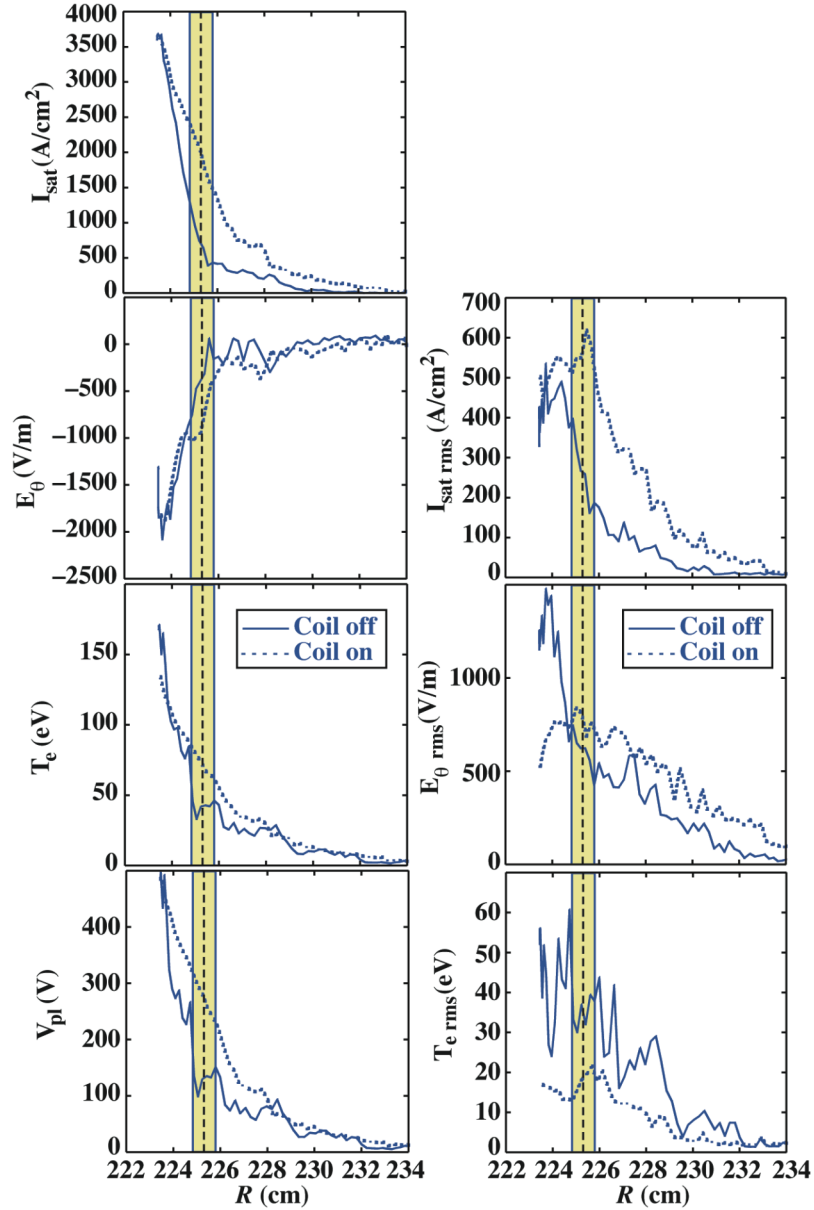 4000
3500
3000
2500
2000
1500
1000
500
0
I_sat (A/cm²)
0
−500
−1000
−1500
−2000
−2500
E_θ (V/m)
700
600
500
400
300
200
100
0
I_sat rms (A/cm²)
150
100
50
0
T_e (eV)
Coil off
Coil on
1000
500
0
E_θ rms (V/m)
Coil off
Coil on
400
300
200
100
0
V_pl (V)
222 224 226 228 230 232 234
R (cm)
60
50
40
30
20
10
0
T_e rms (eV)
222 224 226 228 230 232 234
R (cm)